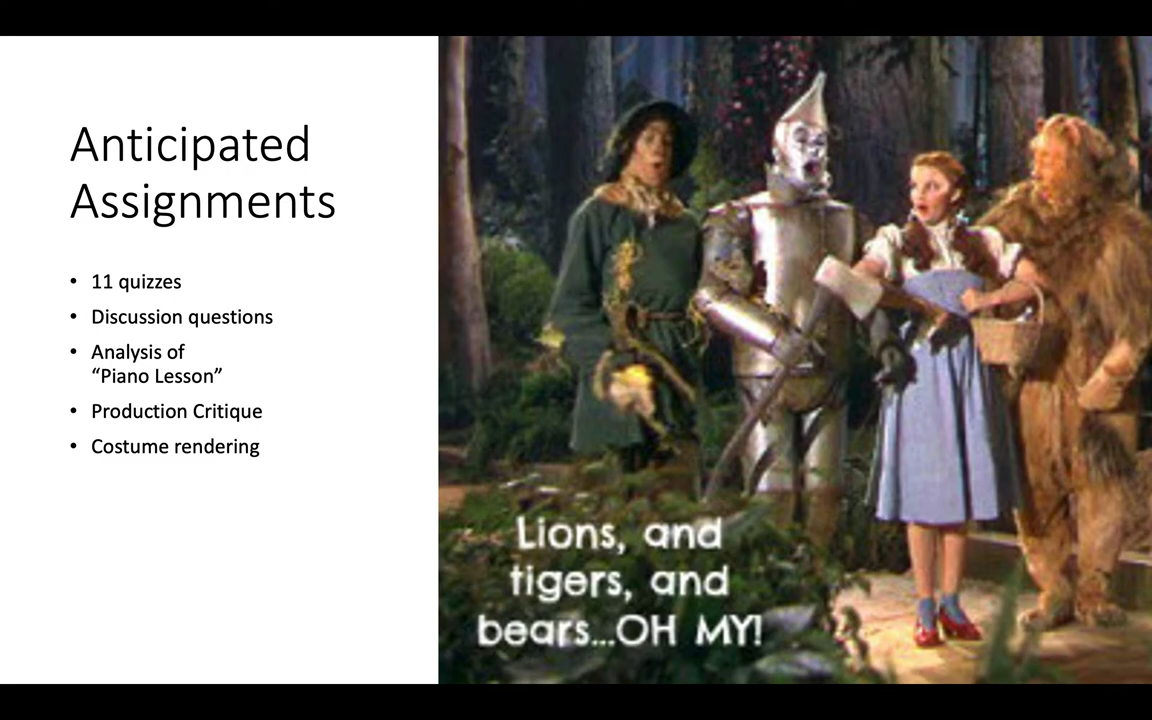 Anticipated
Assignments
• 11 quizzes
• Discussion questions
• Analysis of
“Piano Lesson”
• Production Critique
• Costume rendering
Lions, and
tigers, and
bears...OH MY!